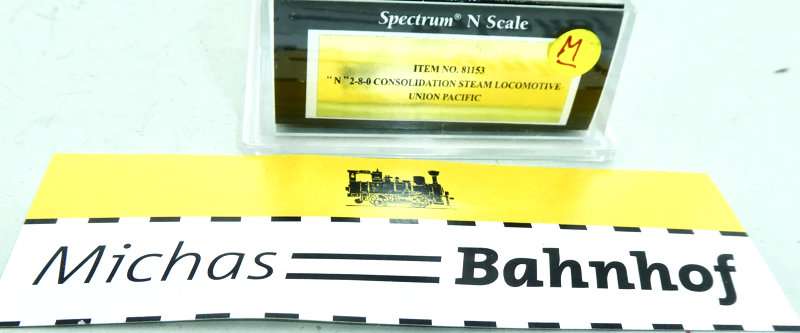 Spectrum® N Scale
M
ITEM NO. 81153
"N" 2-8-0 CONSOLIDATION STEAM LOCOMOTIVE
UNION PACIFIC
Michas Bahnhof